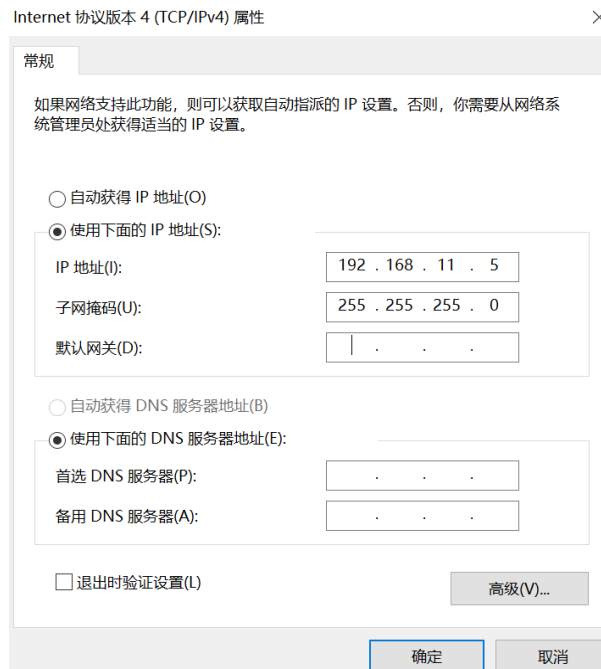 Internet 协议版本 4 (TCP/IPv4) 属性
常规
如果网络支持此功能，则可以获取自动指派的 IP 设置。否则，你需要从网络系
统管理员处获得适当的 IP 设置。
自动获得 IP 地址(O)
使用下面的 IP 地址(S):
IP 地址(I): 192 . 168 . 11 . 5
子网掩码(U): 255 . 255 . 255 . 0
默认网关(D): . . .
自动获得 DNS 服务器地址(B)
使用下面的 DNS 服务器地址(E):
首选 DNS 服务器(P): . . .
备用 DNS 服务器(A): . . .
退出时验证设置(L)
高级(V)...
确定 取消